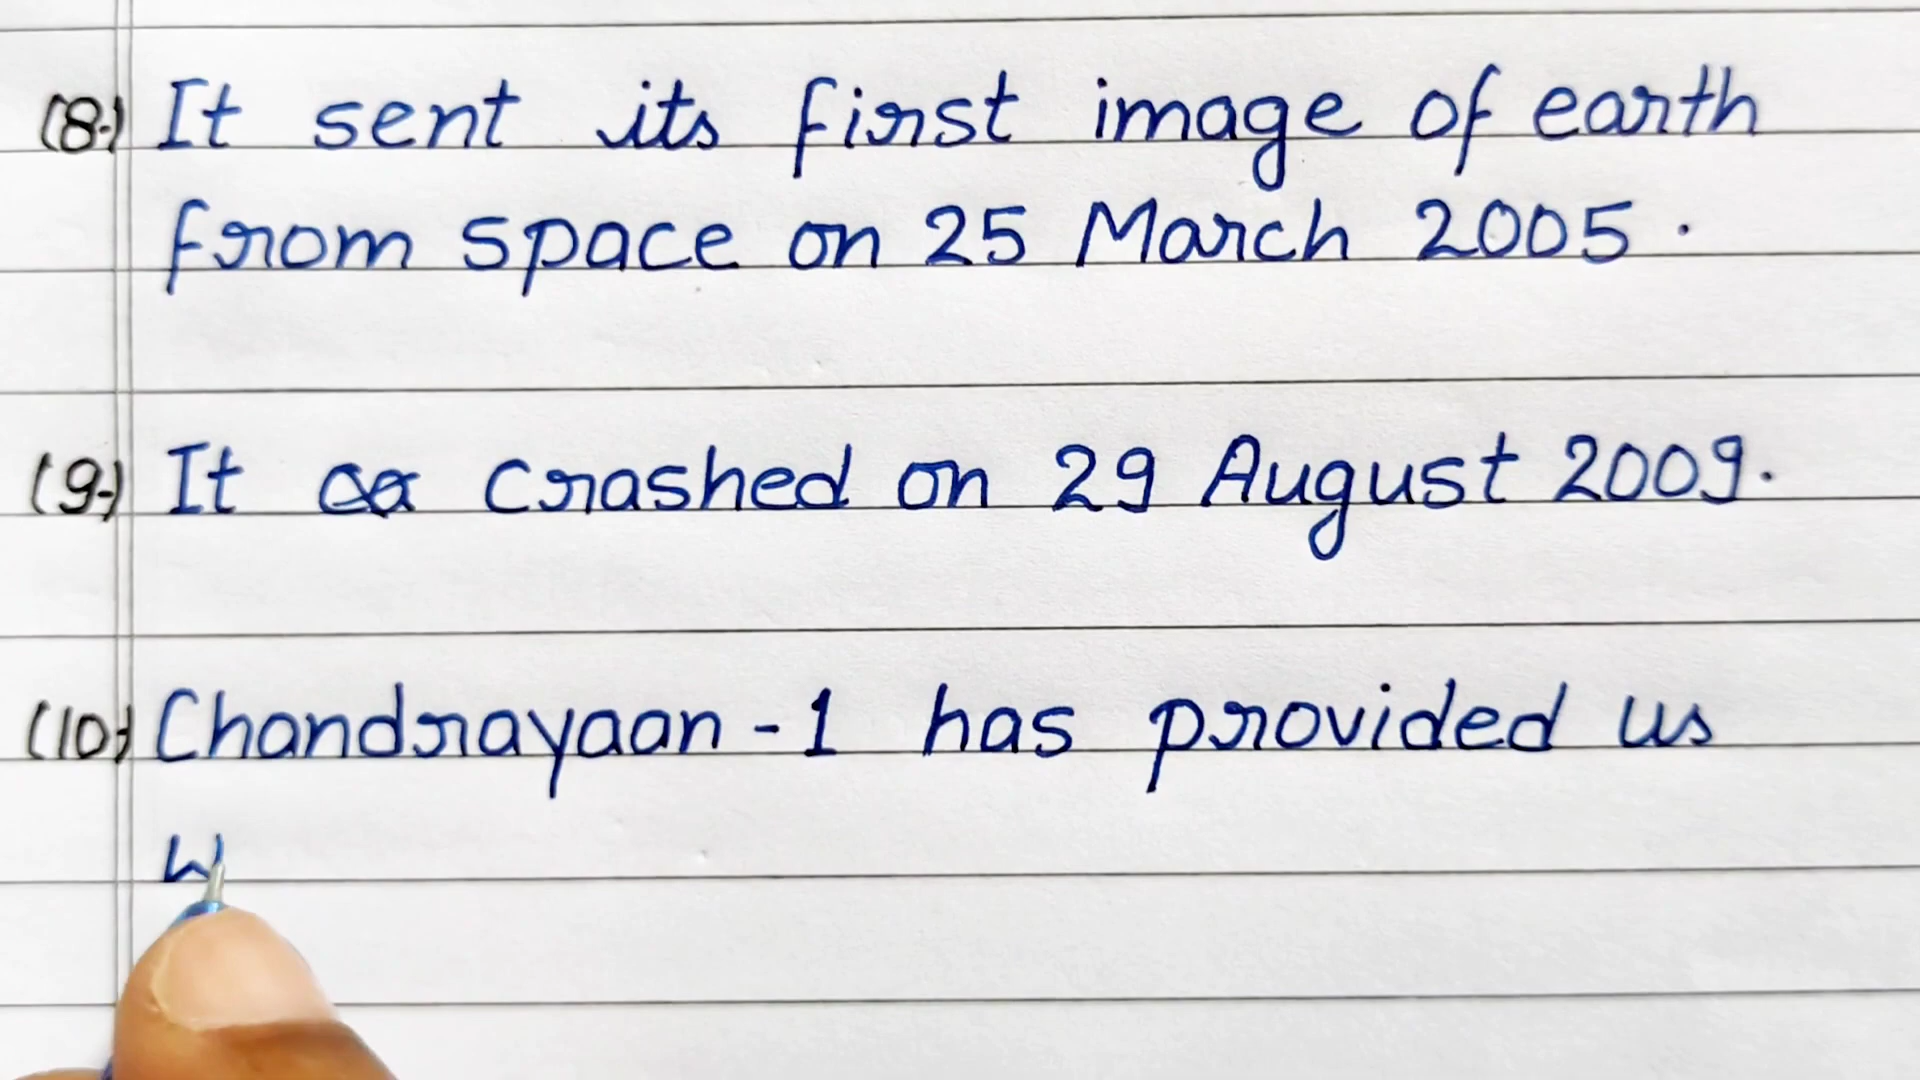 (8.) It sent its first image of earth
from space on 25 March 2005.
(9.) It crashed on 29 August 2009.
(10) Chandrayaan-1 has provided us
w